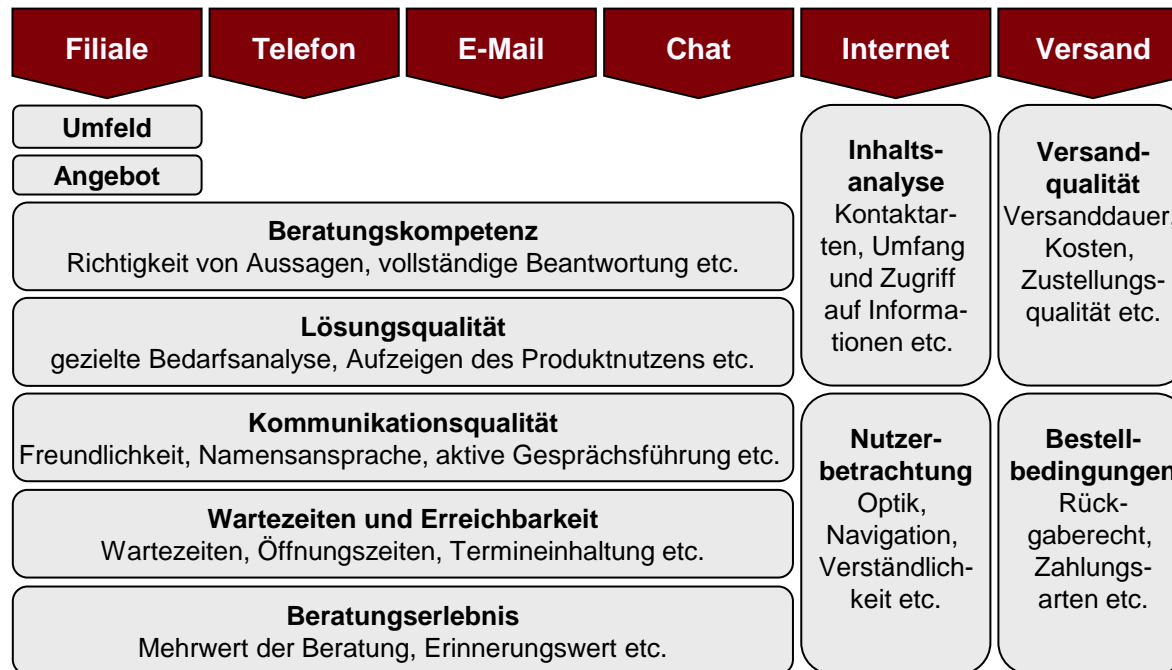 Filiale
Telefon
E-Mail
Chat
Internet
Versand
Umfeld
Angebot
Beratungskompetenz
Richtigkeit von Aussagen, vollständige Beantwortung etc.
Lösungsqualität
gezielte Bedarfsanalyse, Aufzeigen des Produktnutzens etc.
Kommunikationsqualität
Freundlichkeit, Namensansprache, aktive Gesprächsführung etc.
Wartezeiten und Erreichbarkeit
Wartezeiten, Öffnungszeiten, Termineinhaltung etc.
Beratungserlebnis
Mehrwert der Beratung, Erinnerungswert etc.
Inhalts-
analyse
Kontaktar-
ten, Umfang
und Zugriff
auf Informa-
tionen etc.
Nutzer-
betrachtung
Optik,
Navigation,
Verständlich-
keit etc.
Versand-
qualität
Versanddauer,
Kosten,
Zustellungs-
qualität etc.
Bestell-
bedingungen
Rück-
gaberecht,
Zahlungs-
arten etc.